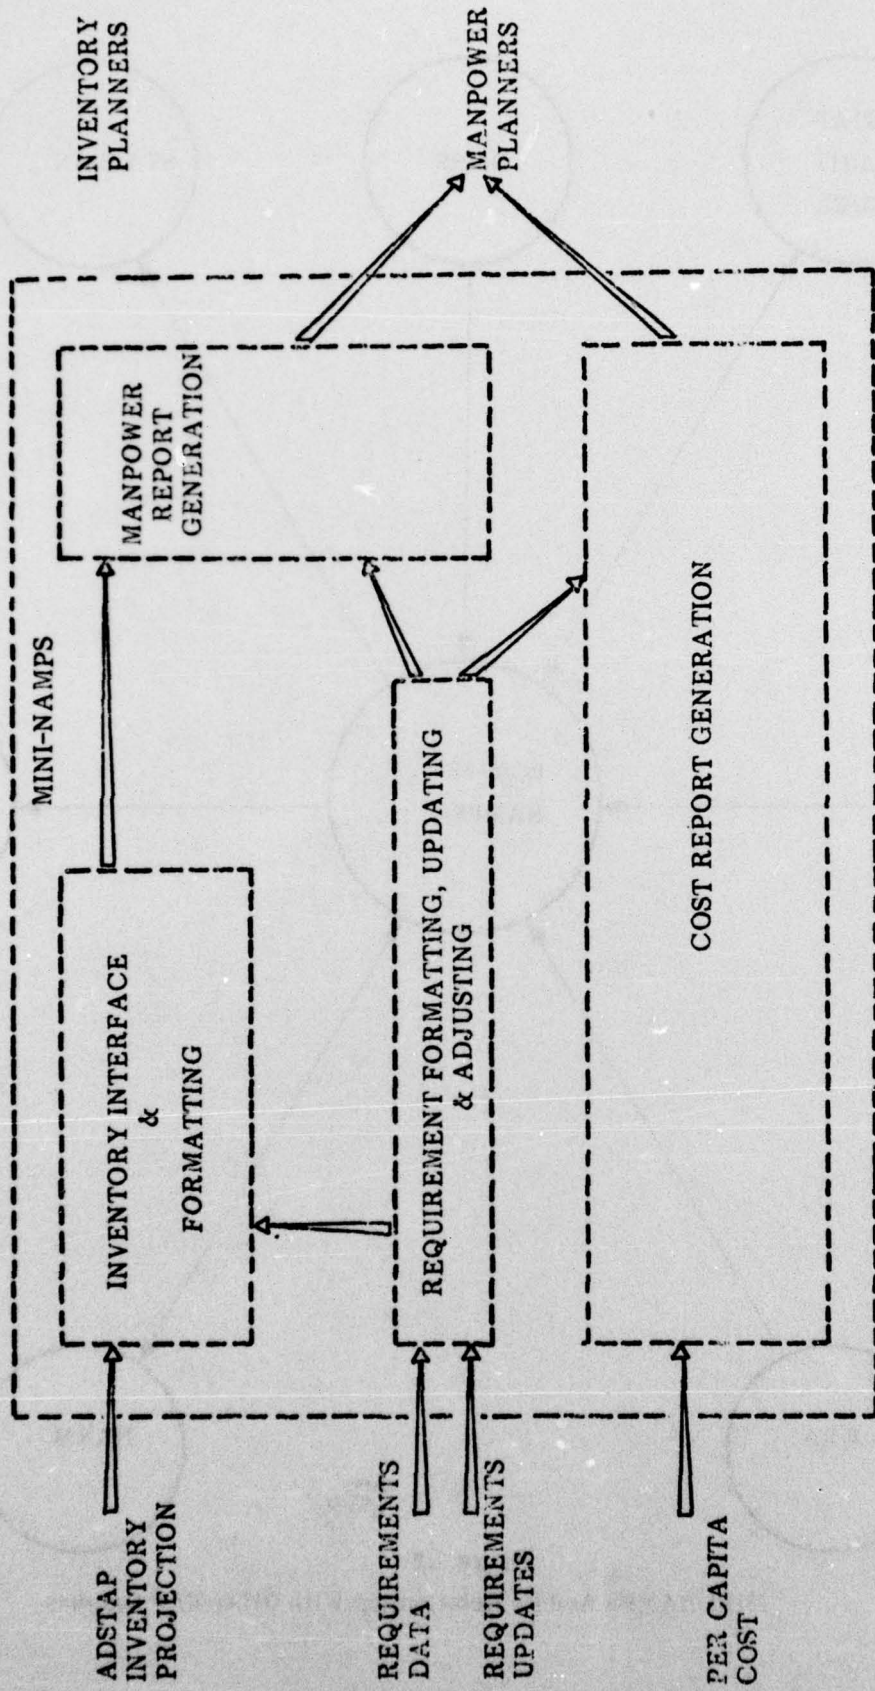 MINI-NAMPS
ADSTAP
INVENTORY
PROJECTION
INVENTORY INTERFACE
&
FORMATTING
MANPOWER
REPORT
GENERATION
INVENTORY
PLANNERS
REQUIREMENTS
DATA
REQUIREMENTS
UPDATES
REQUIREMENT FORMATTING, UPDATING
& ADJUSTING
MANPOWER
PLANNERS
PER CAPITA
COST
COST REPORT GENERATION